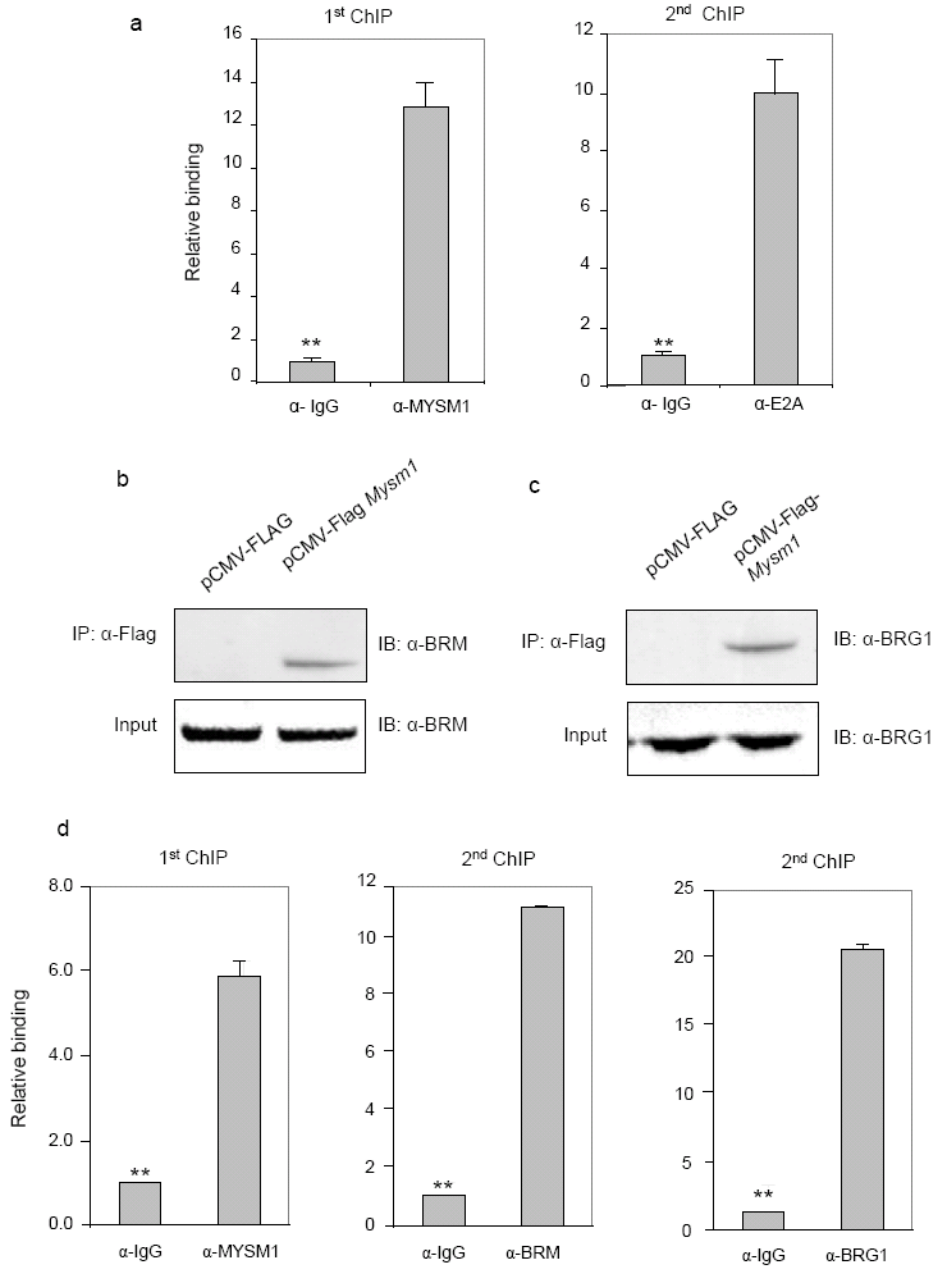 a
1st ChIP
2nd ChIP
Relative binding
16
14
12
10
8
6
4
2
0
**
α- IgG
α-MYSM1
12
10
8
6
4
2
0
**
α- IgG
α-E2A
b
pCMV-FLAG
pCMV-Flag Mysm1
IP: α-Flag
IB: α-BRM
Input
IB: α-BRM
c
pCMV-FLAG
pCMV-Flag-
Mysm1
IP: α-Flag
IB: α-BRG1
Input
IB: α-BRG1
d
1st ChIP
2nd ChIP
2nd ChIP
Relative binding
8.0
6.0
4.0
2.0
0.0
**
α-IgG
α-MYSM1
12
10
8
6
4
2
0
**
α-IgG
α-BRM
25
20
15
10
5
0
**
α-IgG
α-BRG1